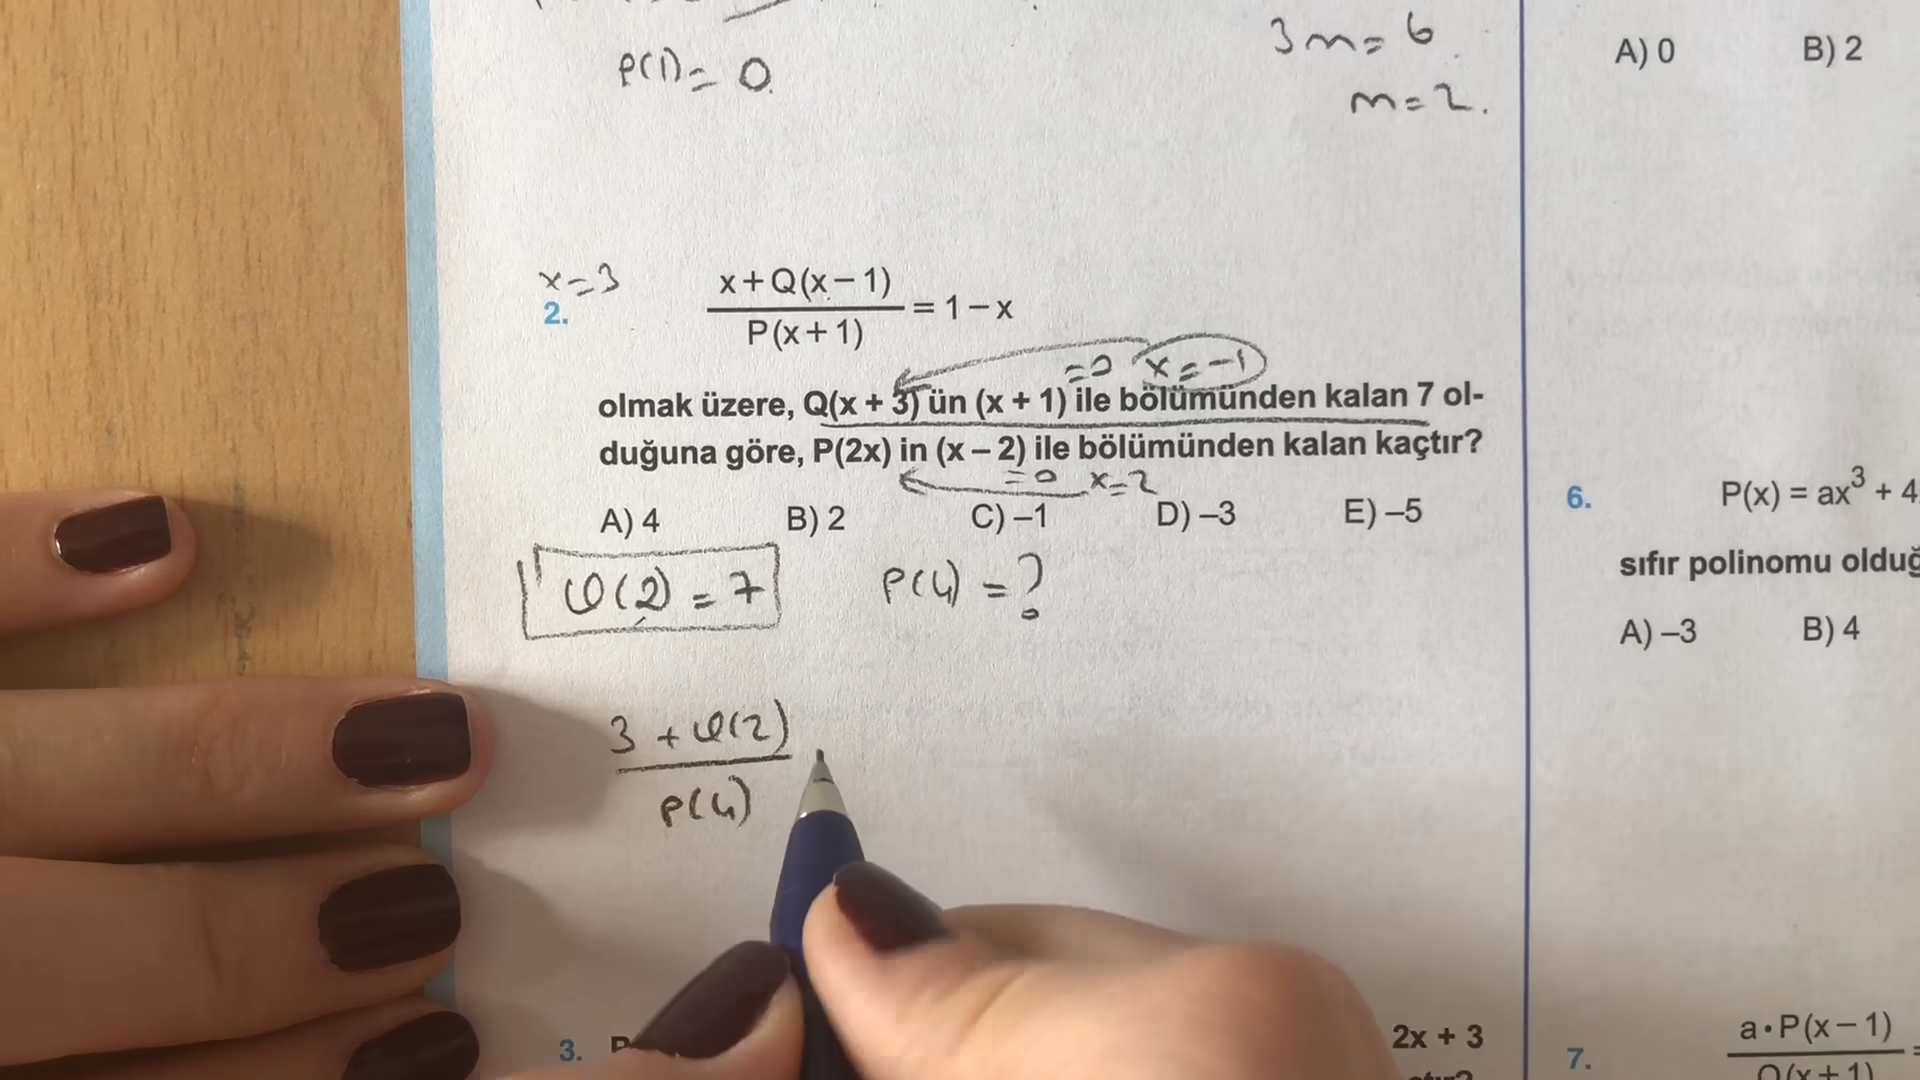 P(1) = 0
3m = 6
m = 2.
A) 0 B) 2
x = 3
2. x + Q(x – 1)
P(x + 1)
= 1 – x
= 0 x = –1
olmak üzere, Q(x + 3) ün (x + 1) ile bölümünden kalan 7 ol-
duğuna göre, P(2x) in (x – 2) ile bölümünden kalan kaçtır?
= 0 x = 2
A) 4 B) 2 C) –1 D) –3 E) –5
Q(2) = 7 P(4) = ?
3 + Q(2)
P(4)
3.
2x + 3
6. P(x) = ax³ + 4
sıfır polinomu
A) –3 B) 4
7. a • P(x – 1)
Q(x + 1)
=